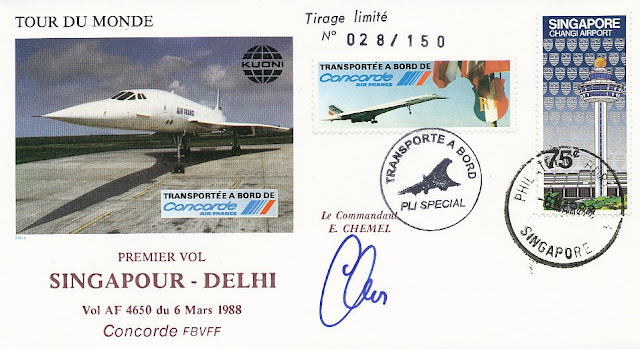 TOUR DU MONDE
KUONI
AIR FRANCE
TRANSPORTÉE A BORD DE
Concorde
AIR FRANCE
PREMIER VOL
SINGAPOUR - DELHI
Vol AF 4650 du 6 Mars 1988
Concorde FBVFF
Tirage limité
N° 028/150
TRANSPORTÉE A BORD DE
Concorde
AIR FRANCE
TRANSPORTE A BORD
PLI SPECIAL
Le Commandant
E. CHEMEL
SINGAPORE
CHANGI AIRPORT
75c
SINGAPORE